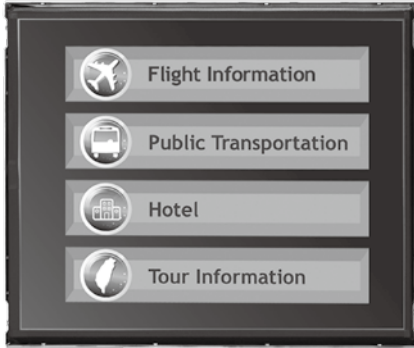 Flight Information
Public Transportation
Hotel
Tour Information